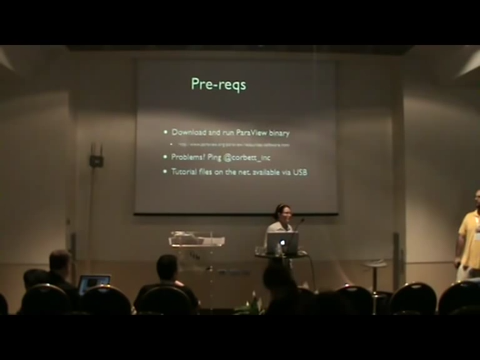 Pre-reqs
• Download and run ParaView binary
• Problems? Ping @corbett_inc
• Tutorial files on the net, available via USB